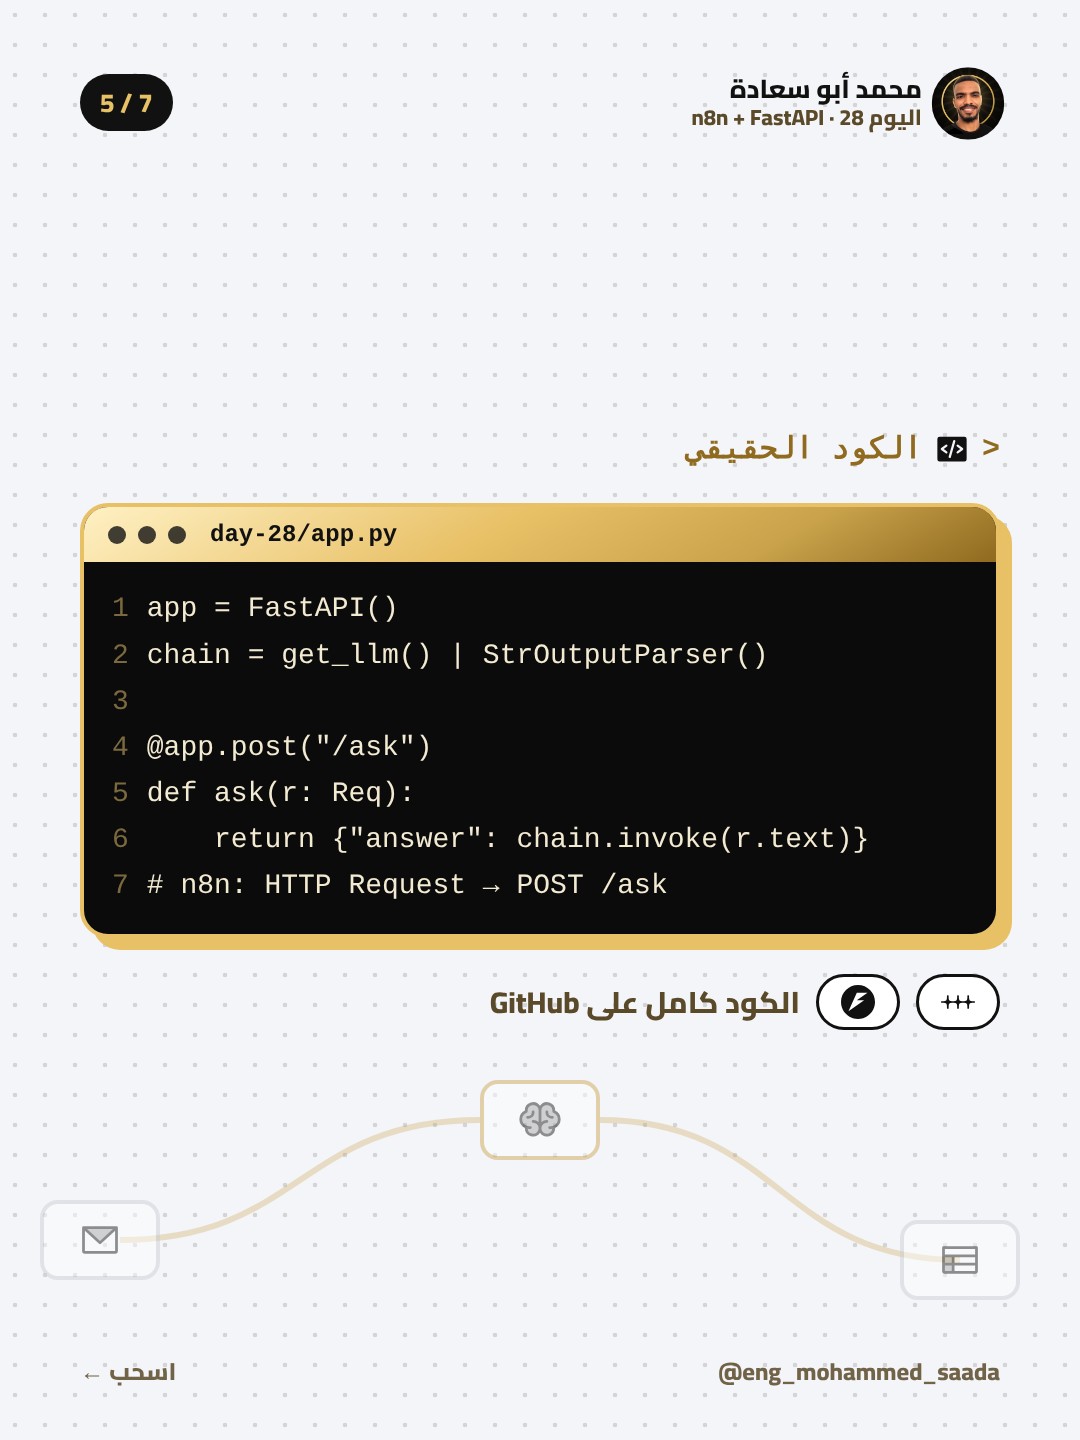 محمد أبو سعادة
اليوم 28 · n8n + FastAPI
5 / 7
> الكود الحقيقي
day-28/app.py
1 app = FastAPI()
2 chain = get_llm() | StrOutputParser()
3
4 @app.post("/ask")
5 def ask(r: Req):
6     return {"answer": chain.invoke(r.text)}
7 # n8n: HTTP Request → POST /ask
الكود كامل على GitHub
@eng_mohammed_saada
اسحب ←